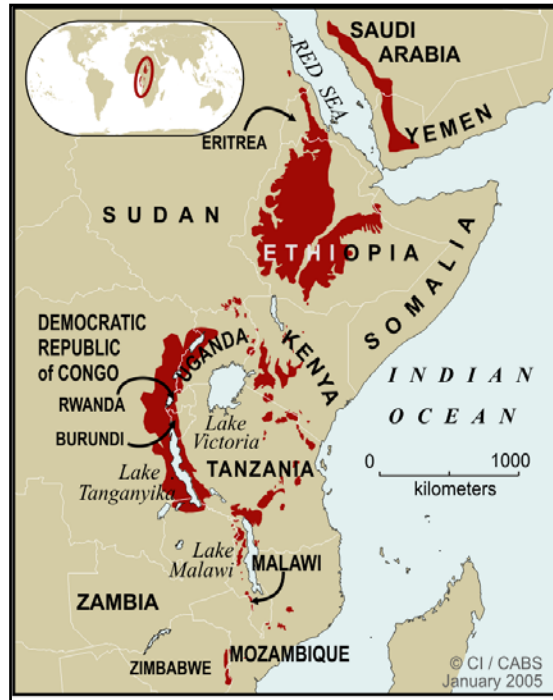 SAUDI
ARABIA
RED SEA
YEMEN
ERITREA
SUDAN
ETHIOPIA
SOMALIA
DEMOCRATIC
REPUBLIC
of CONGO
UGANDA
KENYA
RWANDA
BURUNDI
Lake
Victoria
INDIAN
OCEAN
Lake
Tanganyika
TANZANIA
0 1000
kilometers
Lake
Malawi
MALAWI
ZAMBIA
ZIMBABWE
MOZAMBIQUE
© CI / CABS
January 2005